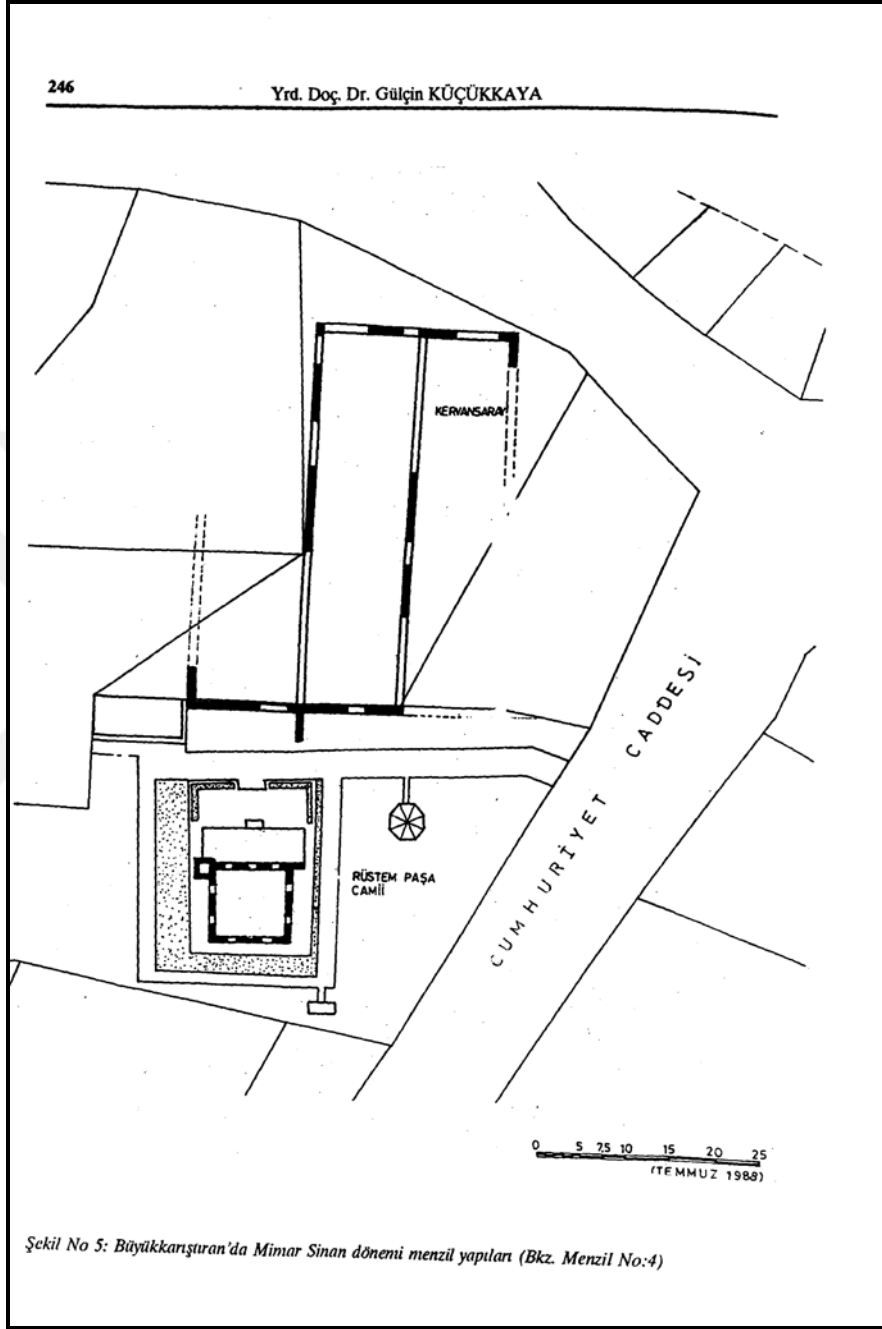 246
Yrd. Doç. Dr. Gülçin KÜÇÜKKAYA
KERVANSARAY
CUMHURİYET CADDESİ
RÜSTEM PAŞA
CAMİİ
0 5 7,5 10 15 20 25
(TEMMUZ 1988)
Şekil No 5: Büyükkarıştıran'da Mimar Sinan dönemi menzil yapıları (Bkz. Menzil No:4)